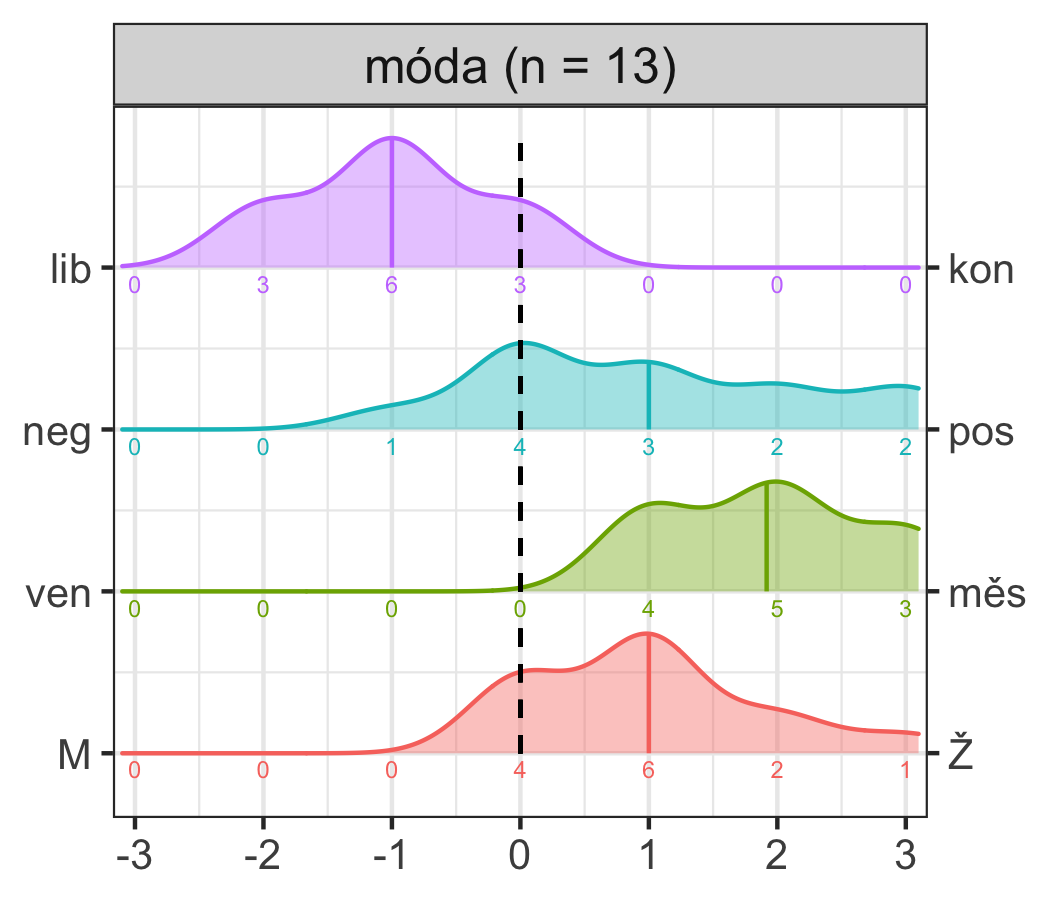 móda (n = 13)
lib kon
0 3 6 3 0 0 0
neg pos
0 0 1 4 3 2 2
ven měs
0 0 0 0 4 5 3
M Ž
0 0 0 4 6 2 1
-3 -2 -1 0 1 2 3